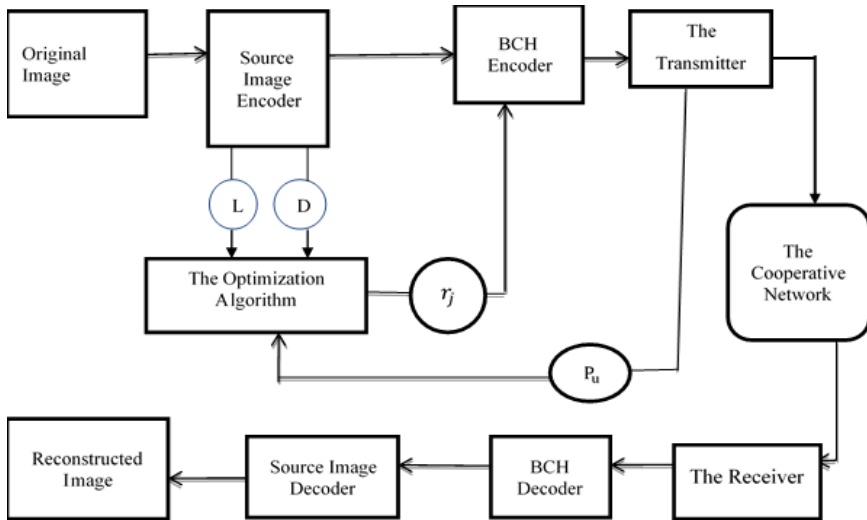 Original
Image
Source
Image
Encoder
BCH
Encoder
The
Transmitter
L
D
The Optimization
Algorithm
r_j
The
Cooperative
Network
P_u
Reconstructed
Image
Source Image
Decoder
BCH
Decoder
The Receiver